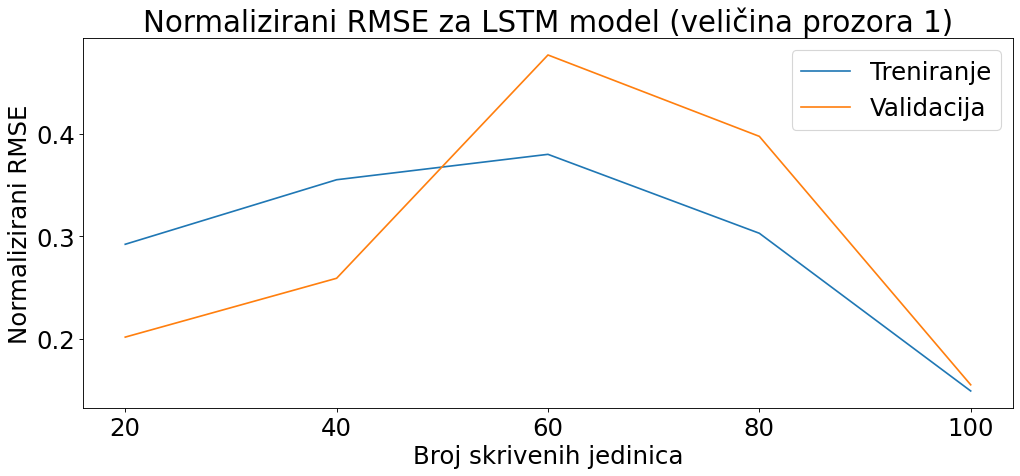 Normalizirani RMSE za LSTM model (veličina prozora 1)
Treniranje
Validacija
Normalizirani RMSE
0.4
0.3
0.2
20 40 60 80 100
Broj skrivenih jedinica